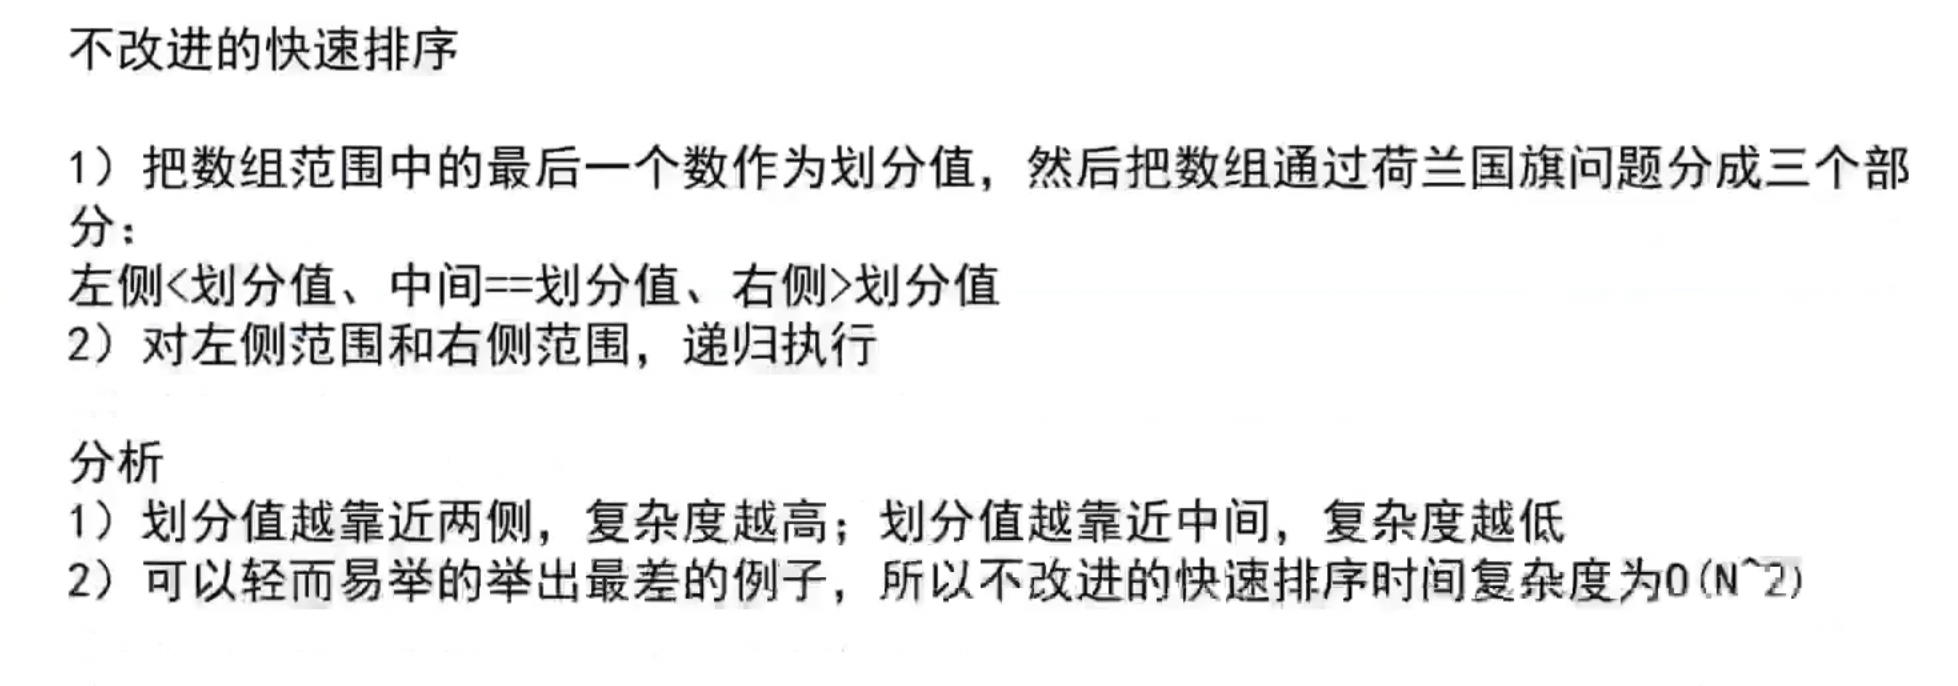 不改进的快速排序
1）把数组范围中的最后一个数作为划分值，然后把数组通过荷兰国旗问题分成三个部
分：
左侧<划分值、中间==划分值、右侧>划分值
2）对左侧范围和右侧范围，递归执行
分析
1）划分值越靠近两侧，复杂度越高；划分值越靠近中间，复杂度越低
2）可以轻而易举的举出最差的例子，所以不改进的快速排序时间复杂度为O(N^2)